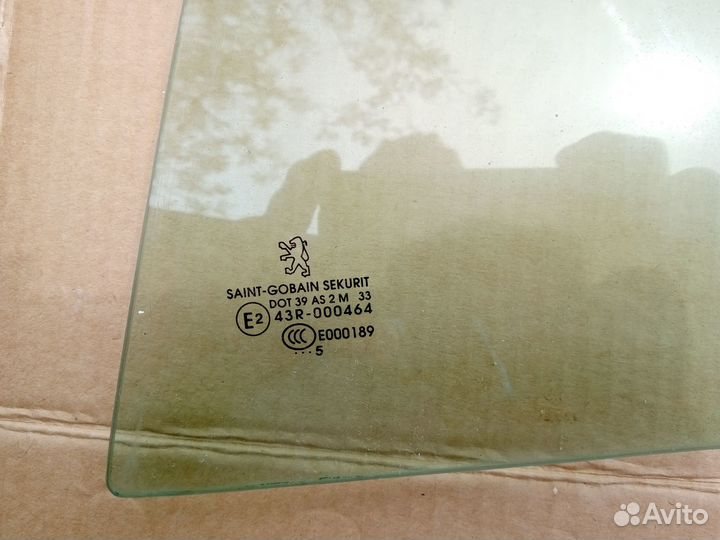 SAINT-GOBAIN SEKURIT
DOT 39 AS 2 M 33
E2 43R-000464
CCC E000189
··· 5
Avito